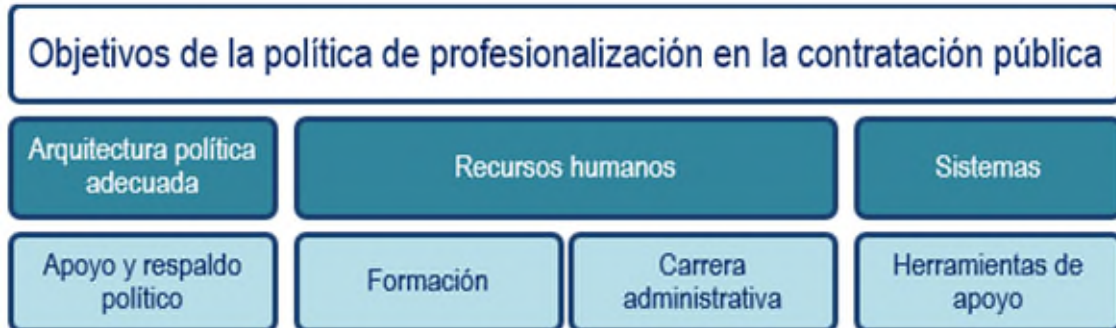 Objetivos de la política de profesionalización en la contratación pública
Arquitectura política
adecuada
Recursos humanos
Sistemas
Apoyo y respaldo
político
Formación
Carrera
administrativa
Herramientas de
apoyo